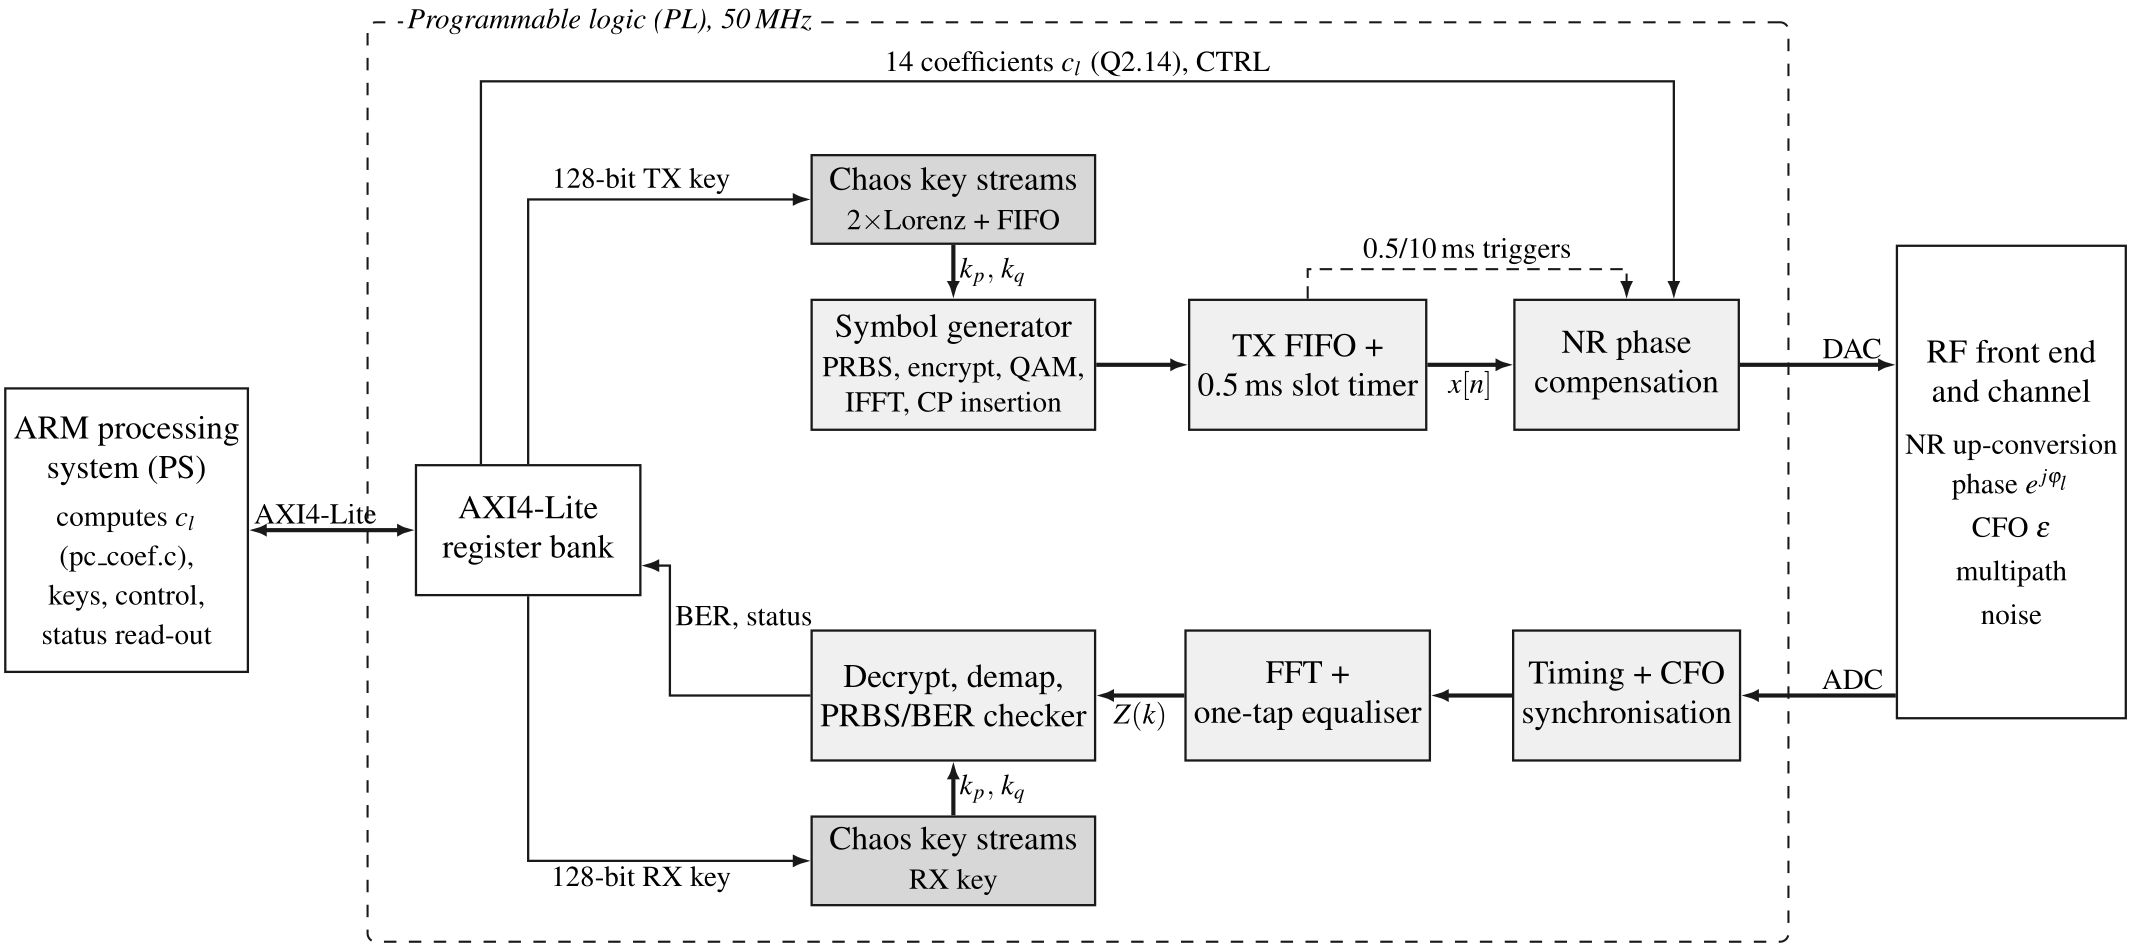 Programmable logic (PL), 50 MHz
14 coefficients c_l (Q2.14), CTRL
128-bit TX key
Chaos key streams
2×Lorenz + FIFO
k_p, k_q
0.5/10 ms triggers
Symbol generator
PRBS, encrypt, QAM,
IFFT, CP insertion
TX FIFO +
0.5 ms slot timer
x[n]
NR phase
compensation
DAC
RF front end
and channel
NR up-conversion
phase e^{jφ_l}
CFO ε
multipath
noise
ARM processing
system (PS)
computes c_l
(pc_coef.c),
keys, control,
status read-out
AXI4-Lite
AXI4-Lite
register bank
BER, status
Decrypt, demap,
PRBS/BER checker
Z(k)
FFT +
one-tap equaliser
Timing + CFO
synchronisation
ADC
k_p, k_q
Chaos key streams
RX key
128-bit RX key